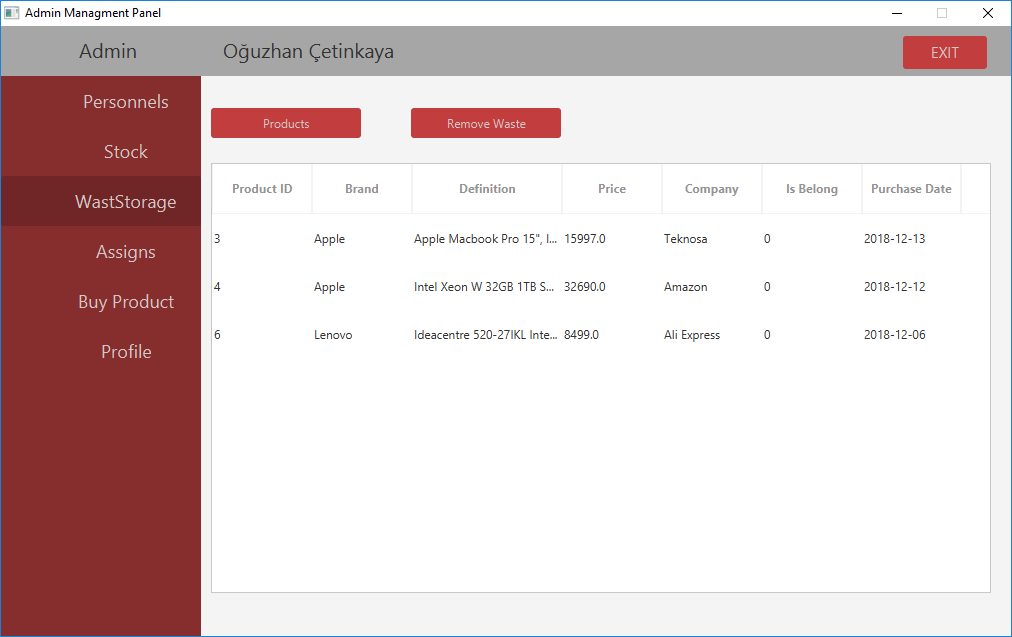 Admin Managment Panel
Admin Oğuzhan Çetinkaya EXIT
Personnels
Stock
WastStorage
Assigns
Buy Product
Profile
Products Remove Waste
Product ID Brand Definition Price Company Is Belong Purchase Date
3 Apple Apple Macbook Pro 15", I... 15997.0 Teknosa 0 2018-12-13
4 Apple Intel Xeon W 32GB 1TB S... 32690.0 Amazon 0 2018-12-12
6 Lenovo Ideacentre 520-27IKL Inte... 8499.0 Ali Express 0 2018-12-06